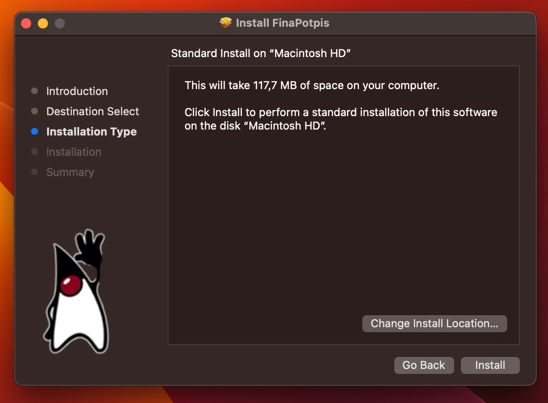 Install FinaPotpis
Standard Install on “Macintosh HD”
Introduction
Destination Select
Installation Type
Installation
Summary
This will take 117,7 MB of space on your computer.
Click Install to perform a standard installation of this software
on the disk “Macintosh HD”.
Change Install Location...
Go Back
Install